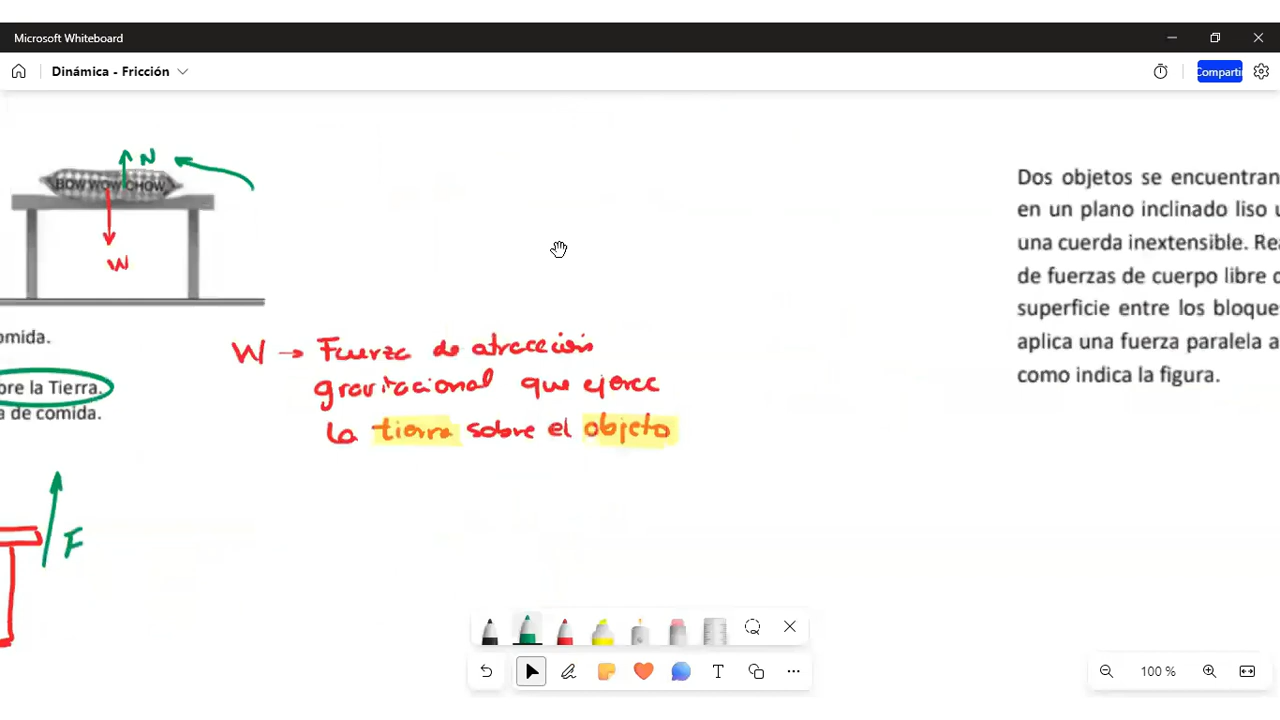 Microsoft Whiteboard
Dinámica - Fricción
Comparti
N
BOW WOW CHOW
W
omida.
ore la Tierra.
a de comida.
W → Fuerza de atracción
gravitacional que ejerce
la tierra sobre el objeto
F
Dos objetos se encuentran
en un plano inclinado liso u
una cuerda inextensible. Rea
de fuerzas de cuerpo libre d
superficie entre los bloque
aplica una fuerza paralela a
como indica la figura.
T
100 %